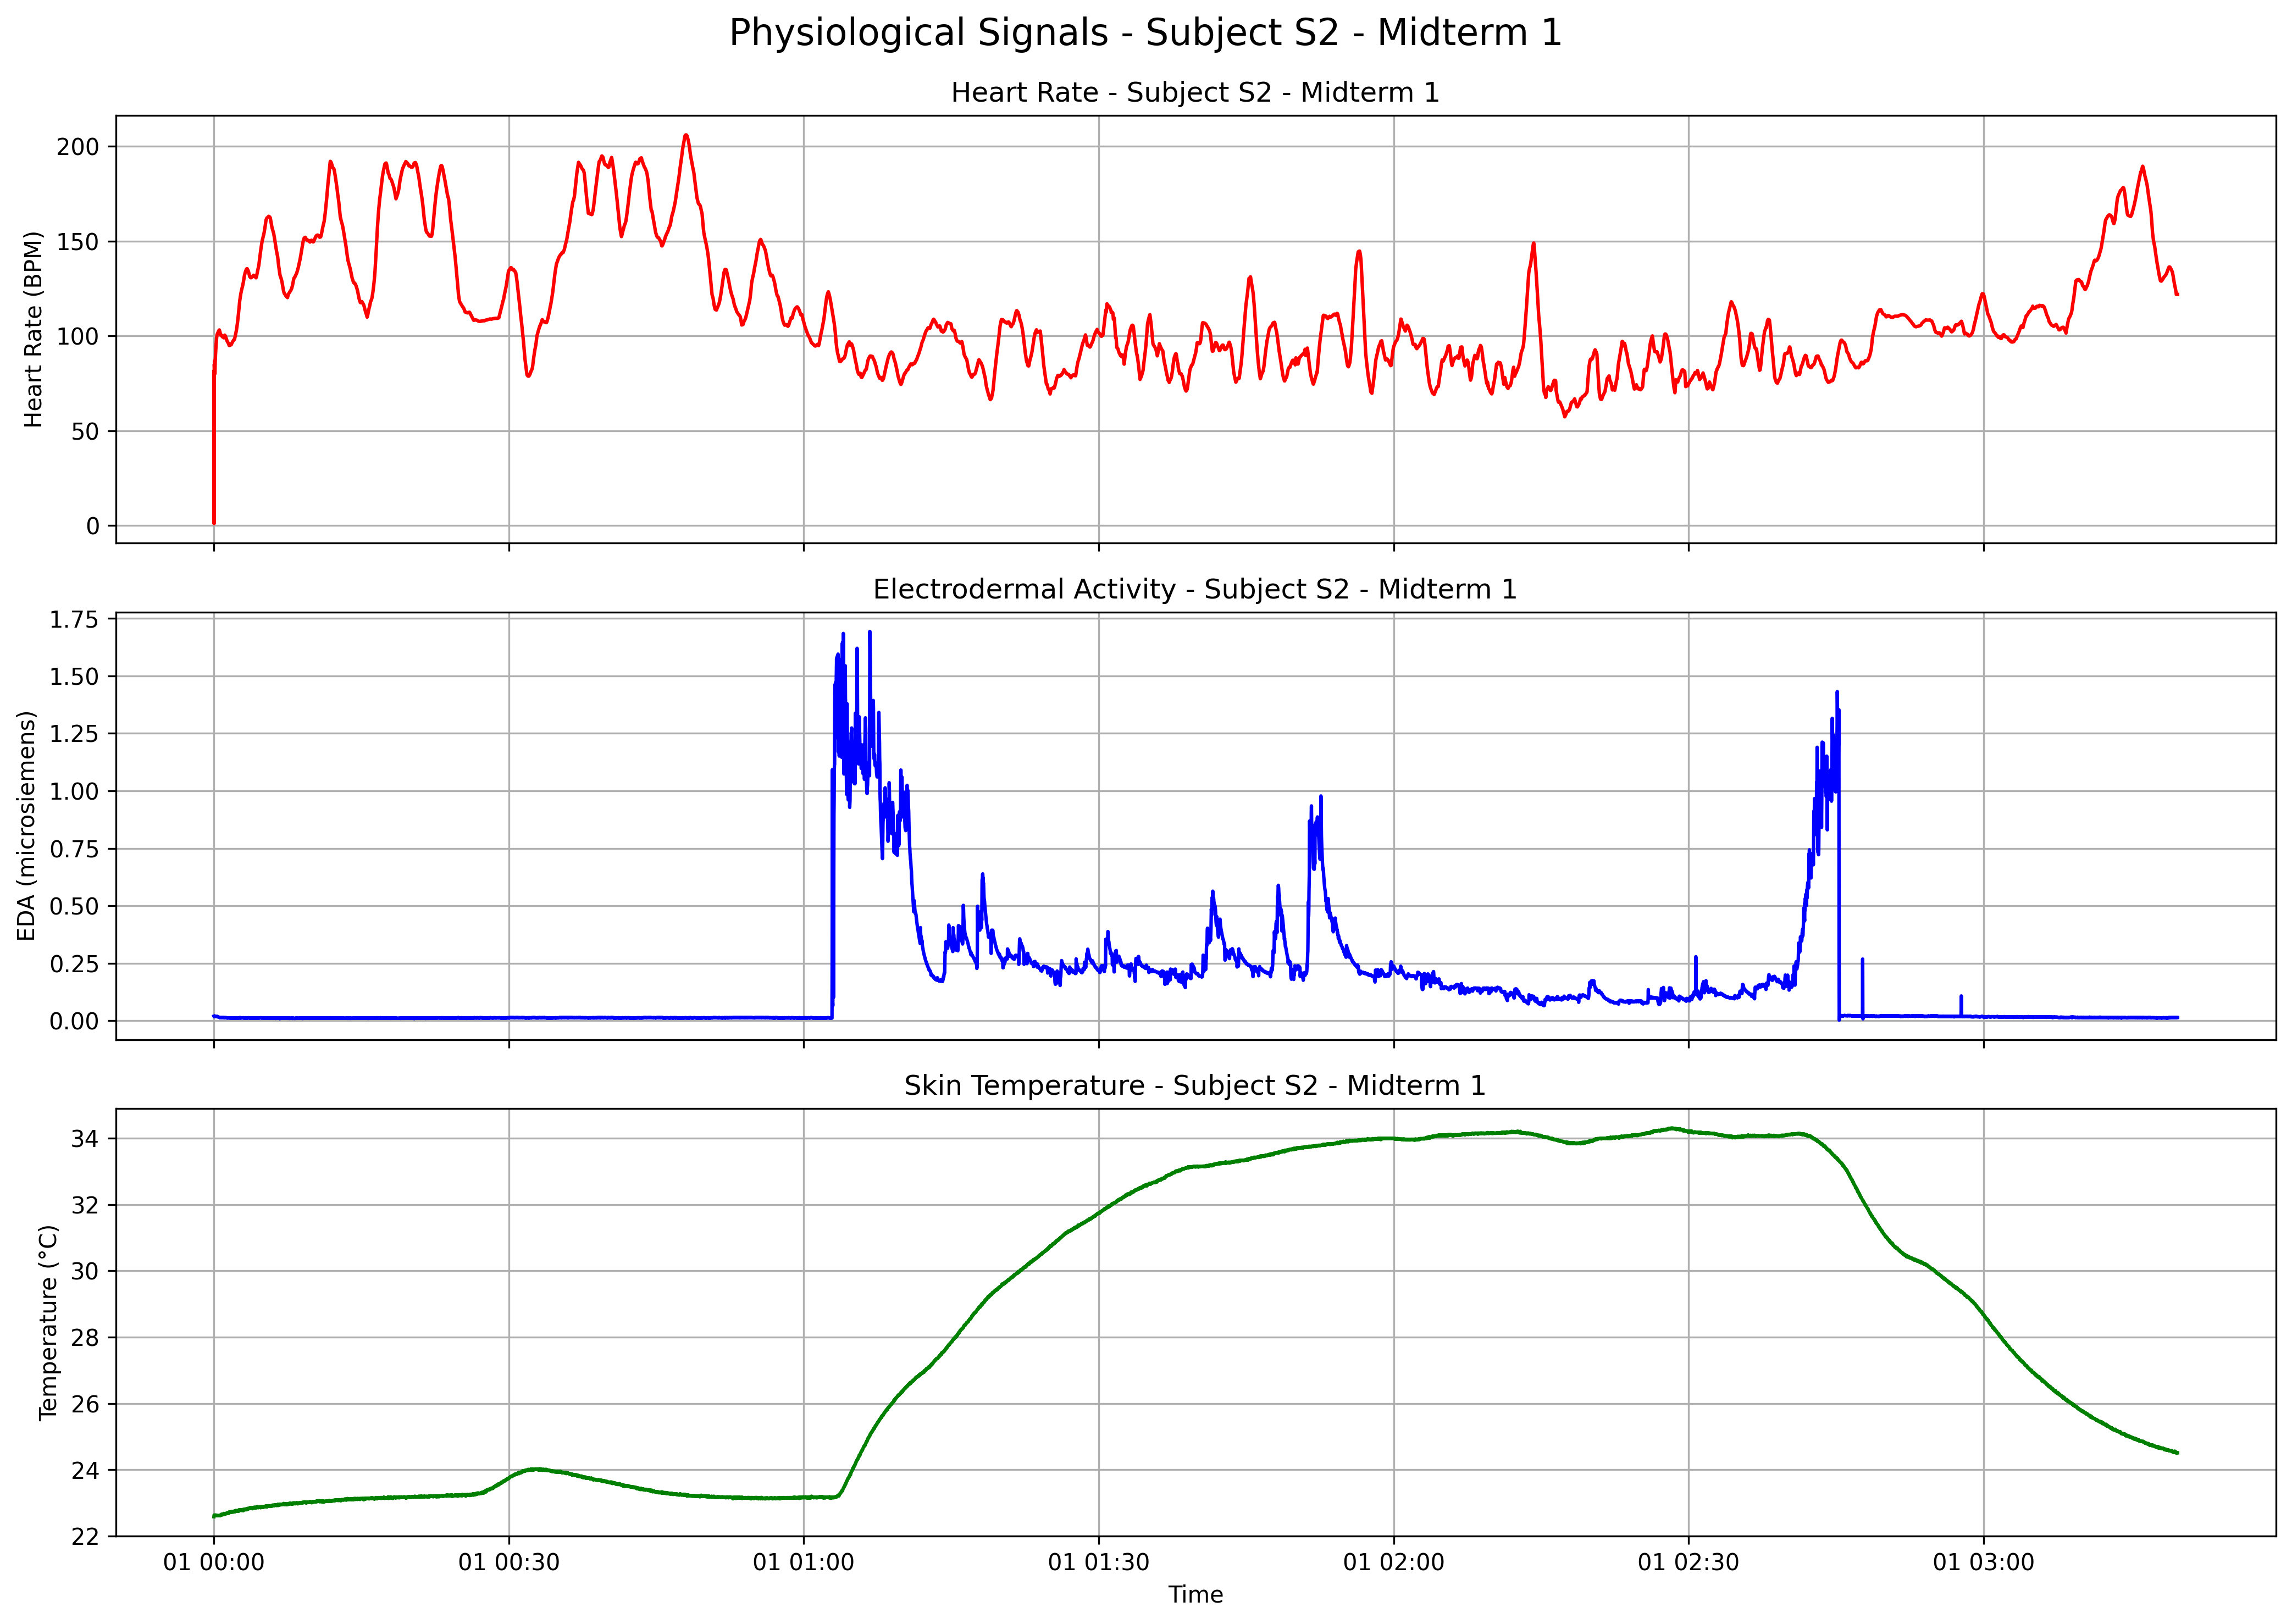 Physiological Signals - Subject S2 - Midterm 1
Heart Rate - Subject S2 - Midterm 1
Heart Rate (BPM)
200
150
100
50
0
Electrodermal Activity - Subject S2 - Midterm 1
EDA (microsiemens)
1.75
1.50
1.25
1.00
0.75
0.50
0.25
0.00
Skin Temperature - Subject S2 - Midterm 1
Temperature (°C)
34
32
30
28
26
24
22
01 00:00 01 00:30 01 01:00 01 01:30 01 02:00 01 02:30 01 03:00
Time